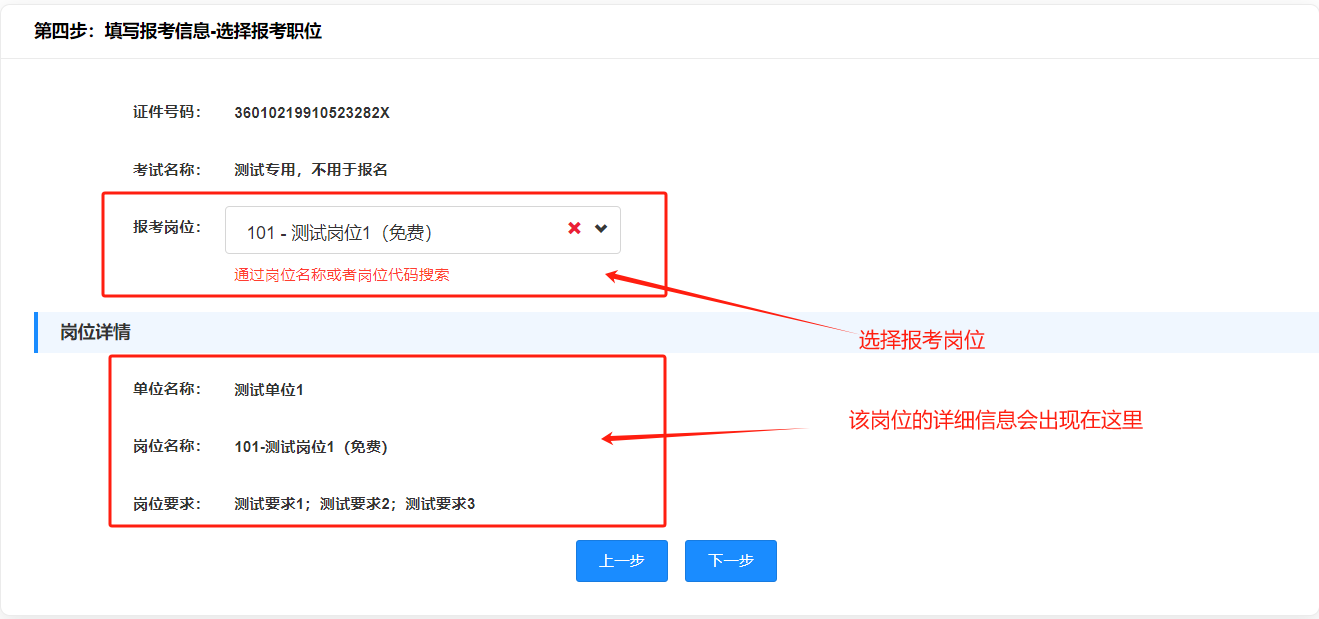 第四步：填写报考信息-选择报考职位
证件号码： 36010219910523282X
考试名称： 测试专用，不用于报名
报考岗位： 101 - 测试岗位1（免费）
通过岗位名称或者岗位代码搜索
岗位详情
选择报考岗位
单位名称： 测试单位1
该岗位的详细信息会出现在这里
岗位名称： 101-测试岗位1（免费）
岗位要求： 测试要求1；测试要求2；测试要求3
上一步 下一步